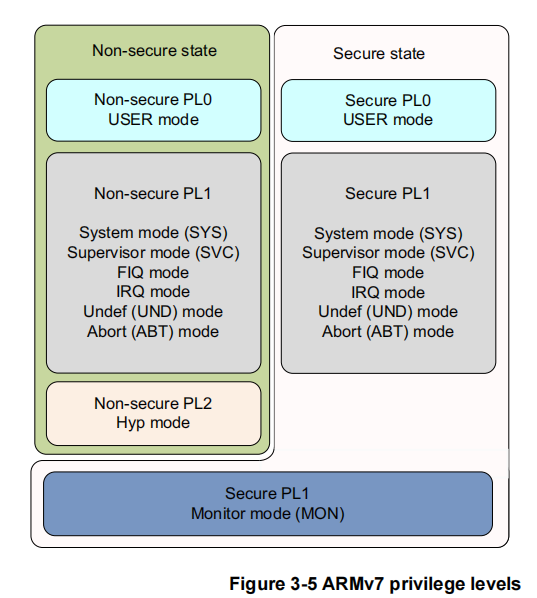 Non-secure state
Non-secure PL0
USER mode
Non-secure PL1
System mode (SYS)
Supervisor mode (SVC)
FIQ mode
IRQ mode
Undef (UND) mode
Abort (ABT) mode
Non-secure PL2
Hyp mode
Secure state
Secure PL0
USER mode
Secure PL1
System mode (SYS)
Supervisor mode (SVC)
FIQ mode
IRQ mode
Undef (UND) mode
Abort (ABT) mode
Secure PL1
Monitor mode (MON)
Figure 3-5 ARMv7 privilege levels